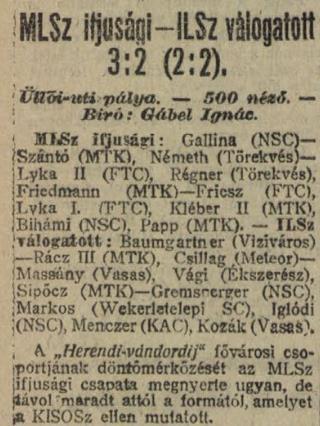 MLSz ifjusági—ILSz válogatott
3:2 (2:2).
Üllői-uti pálya. — 500 néző. —
Biró: Gábel Ignác.
MLSz ifjusági: Gallina (NSC)—
Szántó (MTK), Németh (Törekvés)—
Lyka II (FTC), Régner (Törekvés),
Friedmann (MTK)—Friesz (FTC),
Lyka I. (FTC), Kléber II (MTK),
Bihámi (NSC), Papp (MTK). — ILSz
válogatott: Baumgartner (Viziváros)
—Rácz III (MTK), Csillag (Meteor)—
Massány (Vasas), Vági (Ékszerész),
Sipőcz (MTK)—Gremsperger (NSC),
Markos (Wekerletelepi SC), Iglódi
(NSC), Menczer (KAC), Kozák (Vasas).
A „Herendi-vándordij" fővárosi cso-
portjának döntőmérkőzését az MLSz
ifjusági csapata megnyerte ugyan, de
távol maradt attól a formától, amelyet
a KISOSz ellen mutatott.